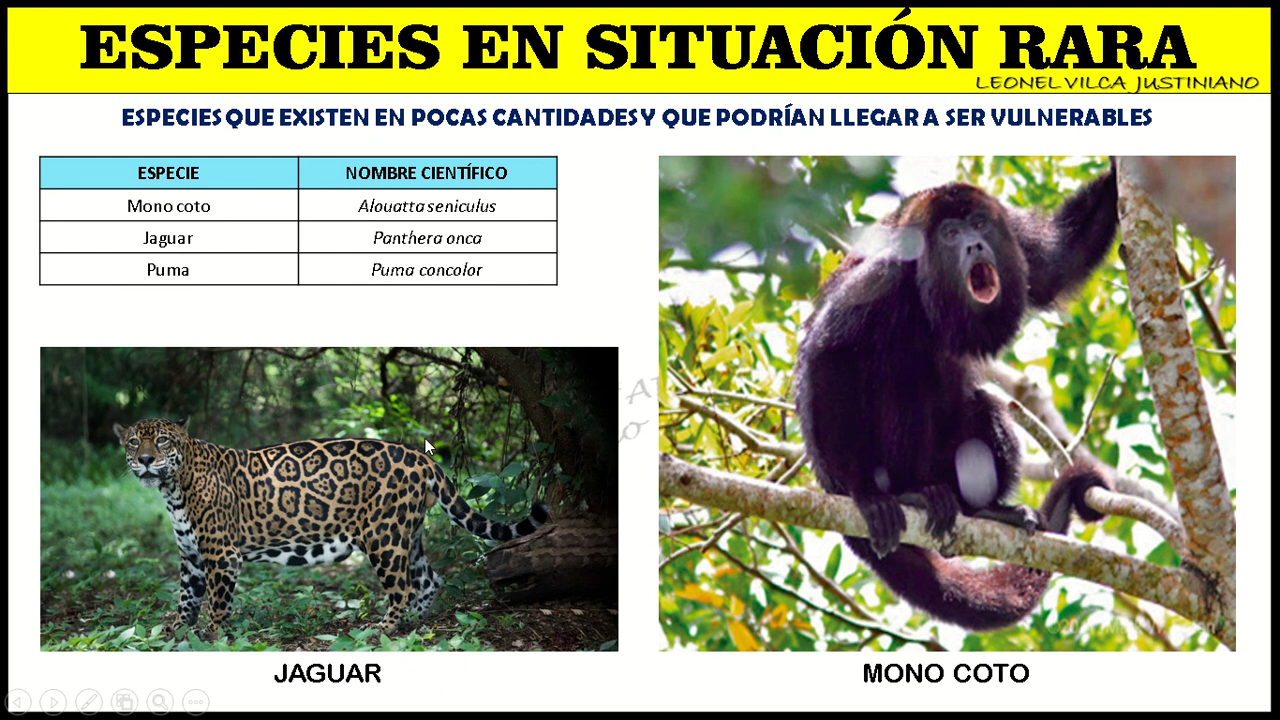 ESPECIES EN SITUACIÓN RARA
LEONEL VILCA JUSTINIANO
ESPECIES QUE EXISTEN EN POCAS CANTIDADES Y QUE PODRÍAN LLEGAR A SER VULNERABLES
ESPECIE NOMBRE CIENTÍFICO
Mono coto Alouatta seniculus
Jaguar Panthera onca
Puma Puma concolor
JAGUAR
MONO COTO